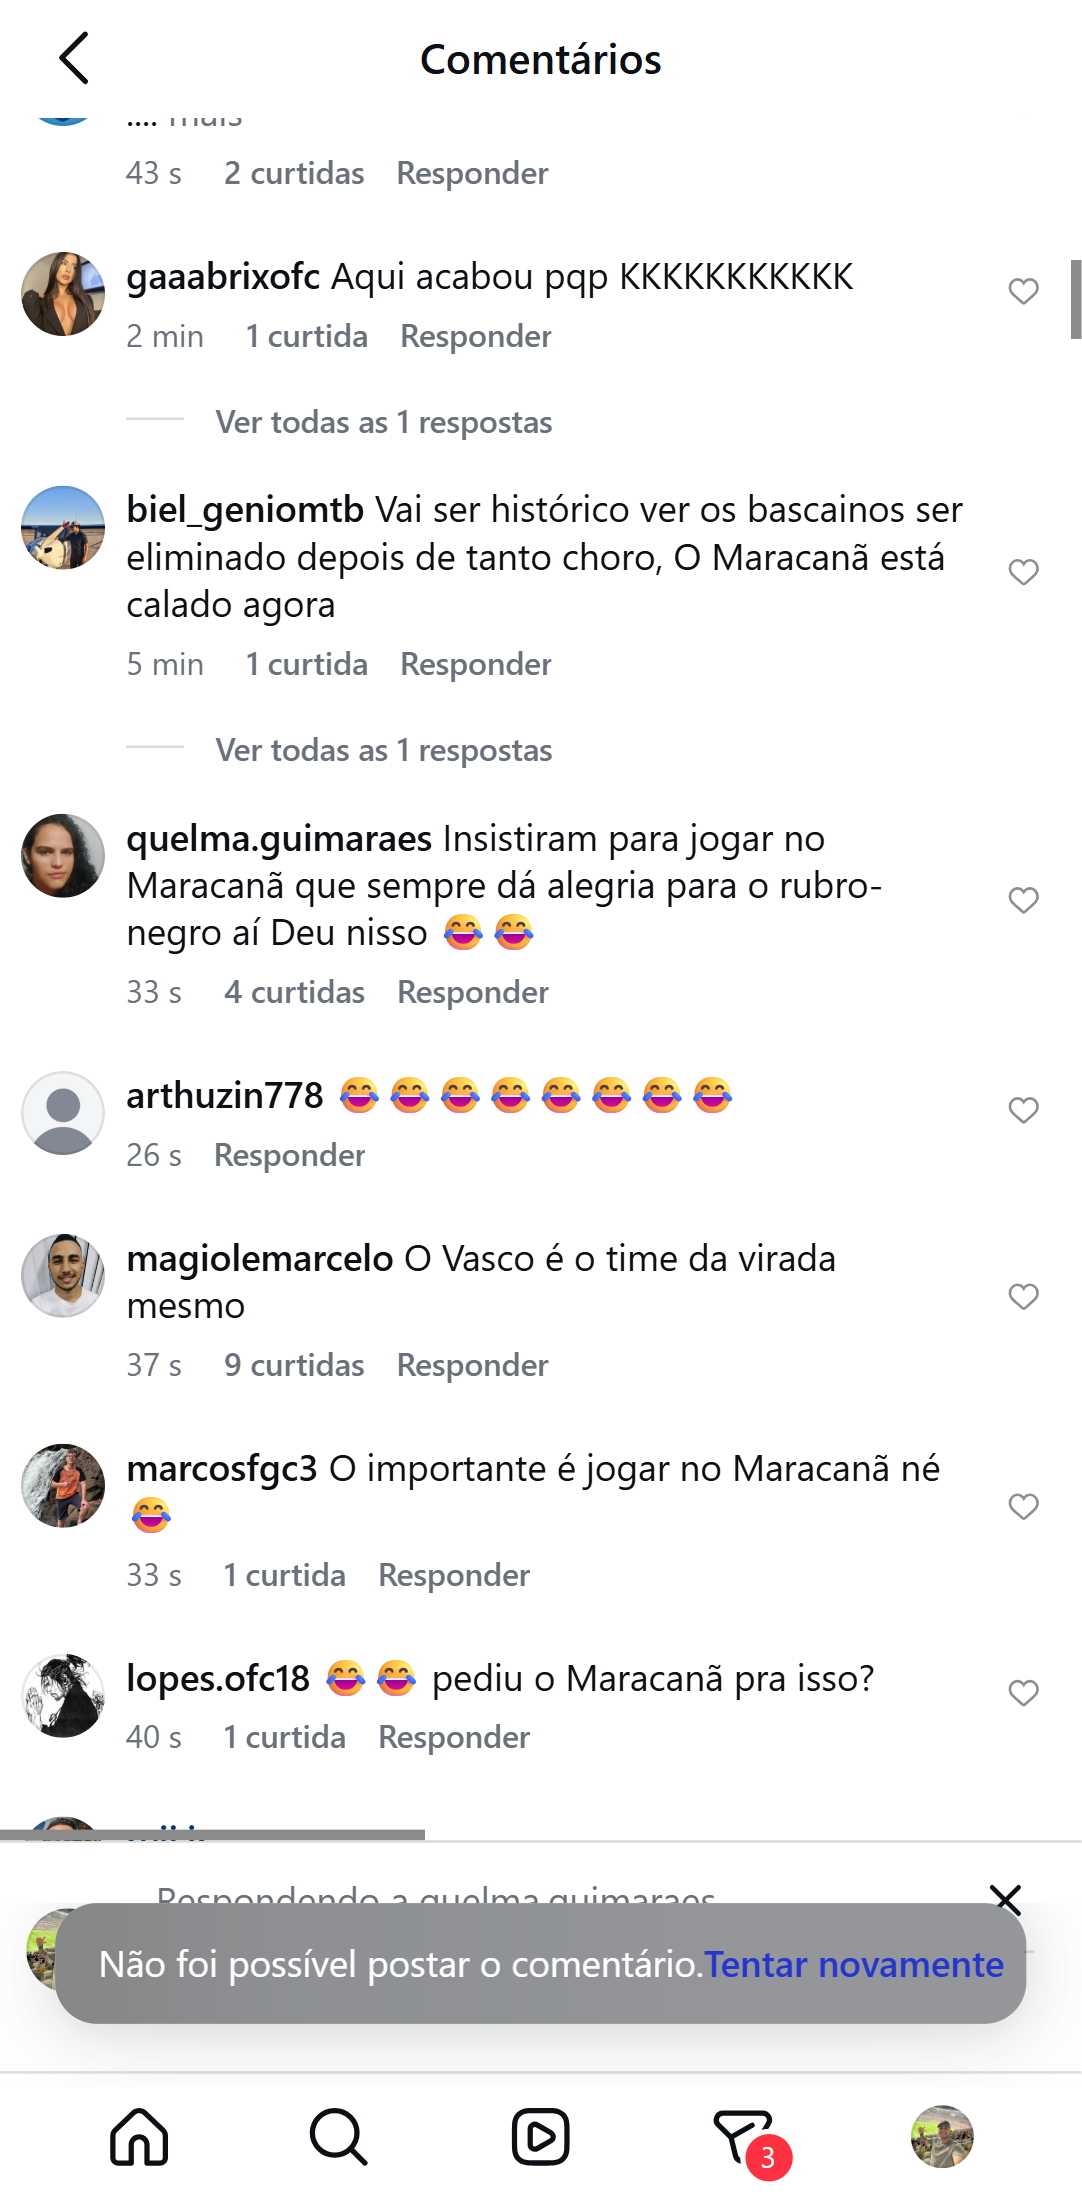 Comentários
.... mais
43 s 2 curtidas Responder
gaaabrixofc Aqui acabou pqp KKKKKKKKKKK
2 min 1 curtida Responder
Ver todas as 1 respostas
biel_geniomtb Vai ser histórico ver os bascainos ser
eliminado depois de tanto choro, O Maracanã está
calado agora
5 min 1 curtida Responder
Ver todas as 1 respostas
quelma.guimaraes Insistiram para jogar no
Maracanã que sempre dá alegria para o rubro-
negro aí Deu nisso 😂😂
33 s 4 curtidas Responder
arthuzin778 😂😂😂😂😂😂😂😂
26 s Responder
magiolemarcelo O Vasco é o time da virada
mesmo
37 s 9 curtidas Responder
marcosfgc3 O importante é jogar no Maracanã né
😂
33 s 1 curtida Responder
lopes.ofc18 😂😂 pediu o Maracanã pra isso?
40 s 1 curtida Responder
Respondendo a quelma.guimaraes
Não foi possível postar o comentário.Tentar novamente
3